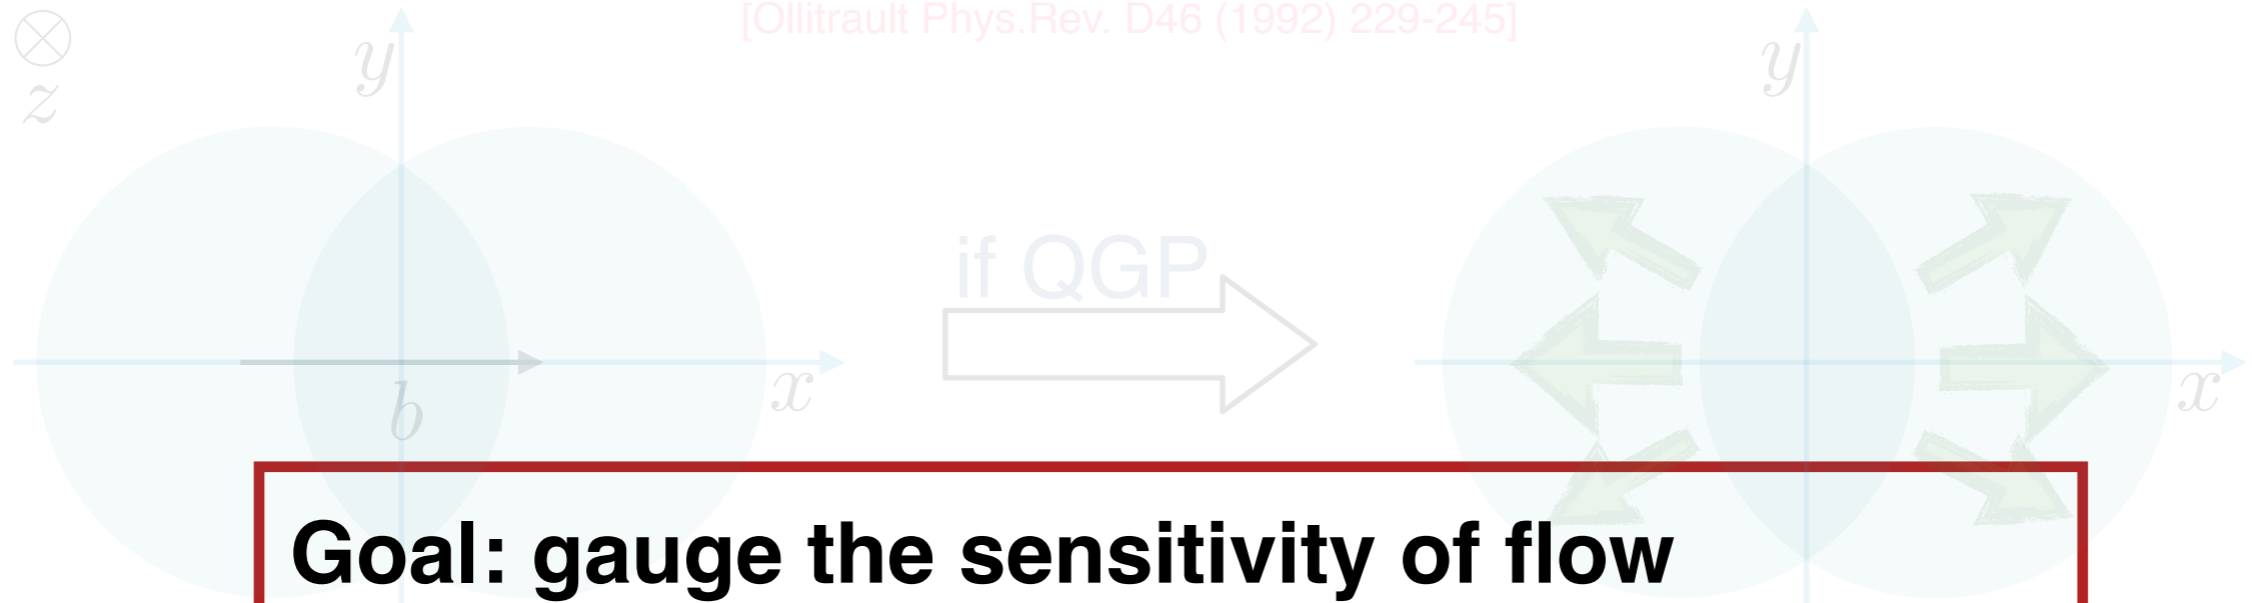 [Ollitrault Phys.Rev. D46 (1992) 229-245]
y
y
z
if QGP
x
x
b
Goal: gauge the sensitivity of flow